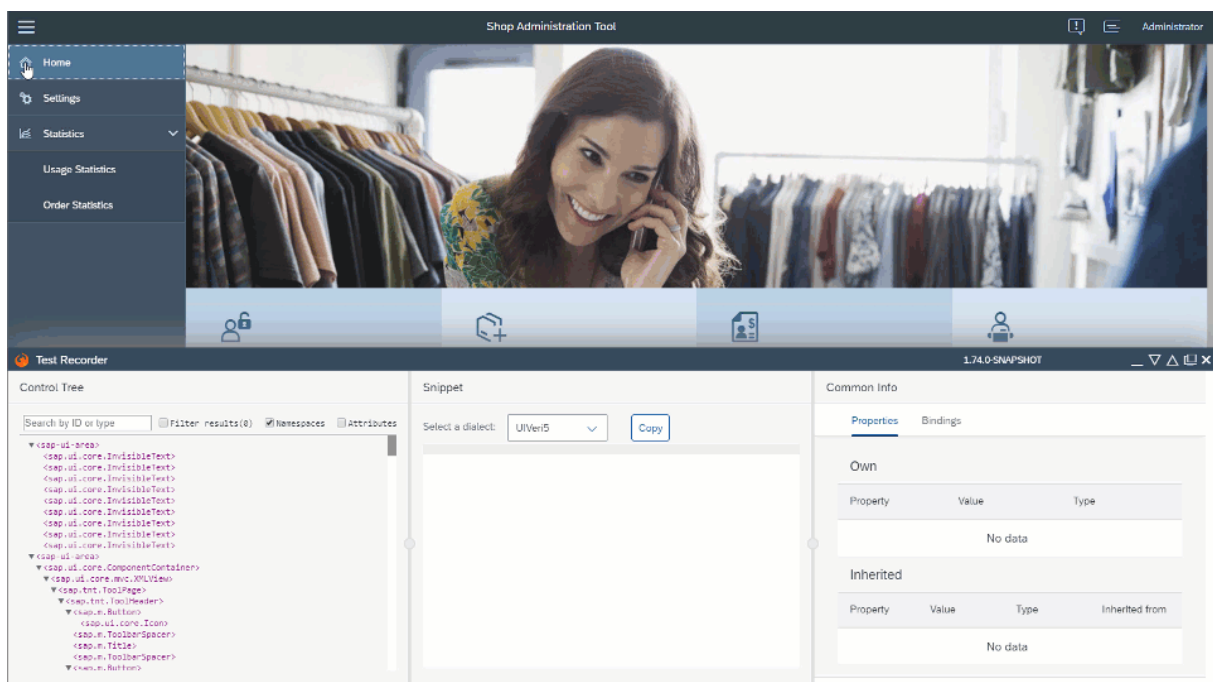 Shop Administration Tool
Administrator
Home
Settings
Statistics
Usage Statistics
Order Statistics
Test Recorder
1.74.0-SNAPSHOT
Control Tree
Search by ID or type
Filter results(0)
Namespaces
Attributes
<sap-ui-area>
<sap.ui.core.InvisibleText>
<sap.ui.core.InvisibleText>
<sap.ui.core.InvisibleText>
<sap.ui.core.InvisibleText>
<sap.ui.core.InvisibleText>
<sap.ui.core.InvisibleText>
<sap.ui.core.InvisibleText>
<sap.ui.core.InvisibleText>
<sap.ui.core.InvisibleText>
<sap-ui-area>
<sap.ui.core.ComponentContainer>
<sap.ui.core.mvc.XMLView>
<sap.tnt.ToolPage>
<sap.tnt.ToolHeader>
<sap.m.Button>
<sap.ui.core.Icon>
<sap.m.ToolbarSpacer>
<sap.m.Title>
<sap.m.ToolbarSpacer>
<sap.m.Button>
Snippet
Select a dialect:
UIVeri5
Copy
Common Info
Properties
Bindings
Own
Property Value Type
No data
Inherited
Property Value Type Inherited from
No data